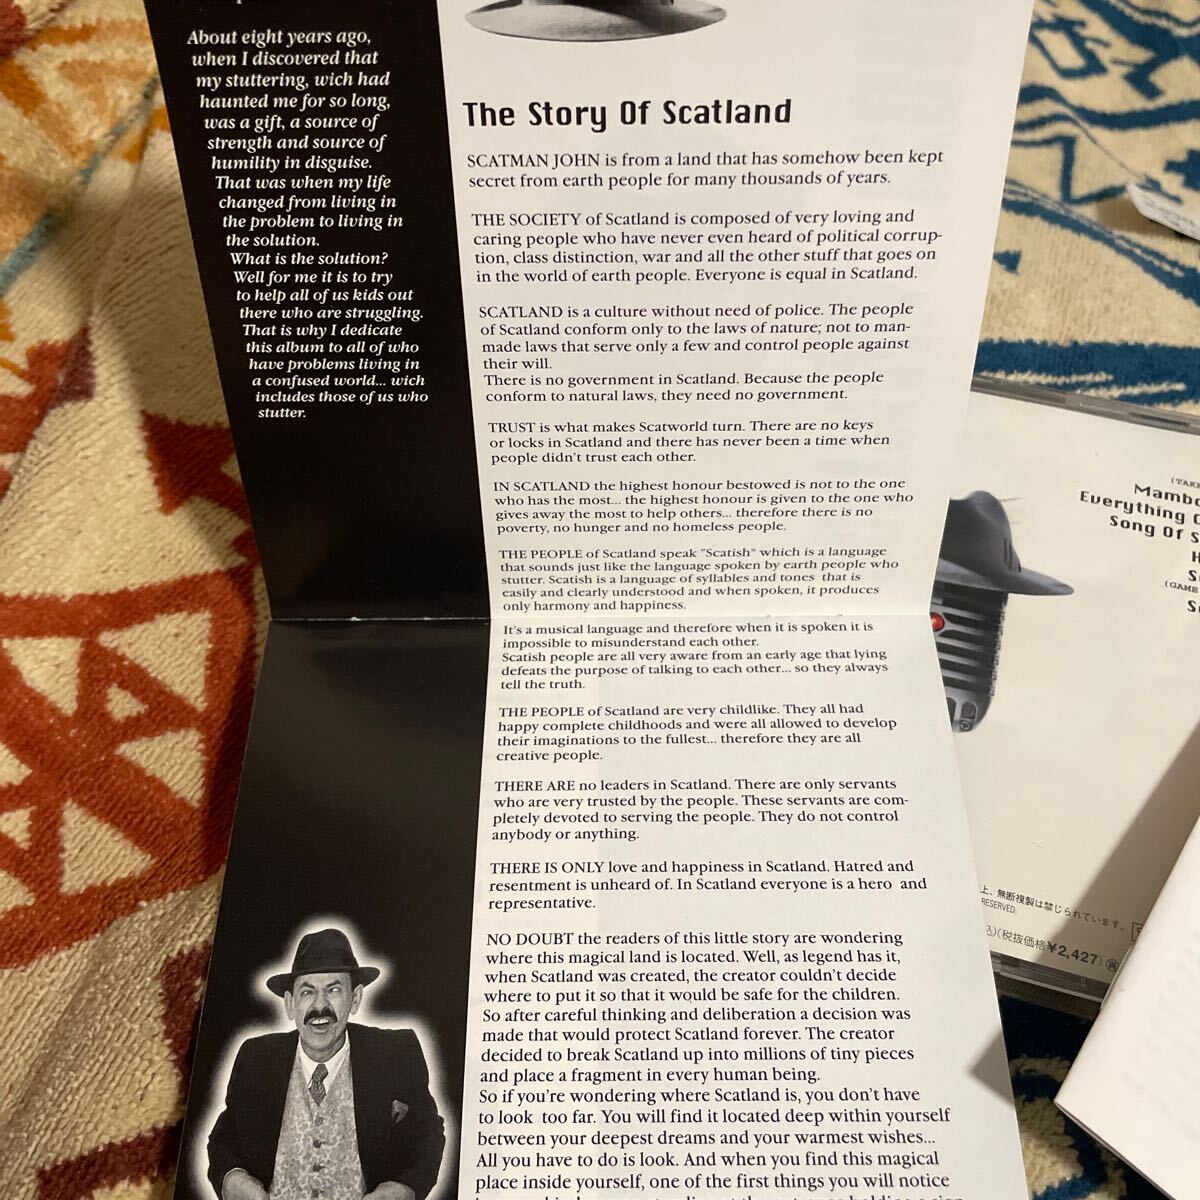 About eight years ago,
when I discovered that
my stuttering, wich had
haunted me for so long,
was a gift, a source of
strength and source of
humility in disguise.
That was when my life
changed from living in
the problem to living in
the solution.
What is the solution?
Well for me it is to try
to help all of us kids out
there who are struggling.
That is why I dedicate
this album to all of who
have problems living in
a confused world... wich
includes those of us who
stutter.
The Story Of Scatland
SCATMAN JOHN is from a land that has somehow been kept
secret from earth people for many thousands of years.
THE SOCIETY of Scatland is composed of very loving and
caring people who have never even heard of political corrup-
tion, class distinction, war and all the other stuff that goes on
in the world of earth people. Everyone is equal in Scatland.
SCATLAND is a culture without need of police. The people
of Scatland conform only to the laws of nature; not to man-
made laws that serve only a few and control people against
their will.
There is no government in Scatland. Because the people
conform to natural laws, they need no government.
TRUST is what makes Scatworld turn. There are no keys
or locks in Scatland and there has never been a time when
people didn't trust each other.
IN SCATLAND the highest honour bestowed is not to the one
who has the most... the highest honour is given to the one who
gives away the most to help others... therefore there is no
poverty, no hunger and no homeless people.
THE PEOPLE of Scatland speak "Scatish" which is a language
that sounds just like the language spoken by earth people who
stutter. Scatish is a language of syllables and tones that is
easily and clearly understood and when spoken, it produces
only harmony and happiness.
It's a musical language and therefore when it is spoken it is
impossible to misunderstand each other.
Scatish people are all very aware from an early age that lying
defeats the purpose of talking to each other... so they always
tell the truth.
THE PEOPLE of Scatland are very childlike. They all had
happy complete childhoods and were all allowed to develop
their imaginations to the fullest... therefore they are all
creative people.
THERE ARE no leaders in Scatland. There are only servants
who are very trusted by the people. These servants are com-
pletely devoted to serving the people. They do not control
anybody or anything.
THERE IS ONLY love and happiness in Scatland. Hatred and
resentment is unheard of. In Scatland everyone is a hero and
representative.
NO DOUBT the readers of this little story are wondering
where this magical land is located. Well, as legend has it,
when Scatland was created, the creator couldn't decide
where to put it so that it would be safe for the children.
So after careful thinking and deliberation a decision was
made that would protect Scatland forever. The creator
decided to break Scatland up into millions of tiny pieces
and place a fragment in every human being.
So if you're wondering where Scatland is, you don't have
to look too far. You will find it located deep within yourself
between your deepest dreams and your warmest wishes...
All you have to do is look. And when you find this magical
place inside yourself, one of the first things you will notice
(TAKE
Mambo
Everything
Song Of S
(GAME
上、無断複製は禁じられています。
RESERVED.
込)(税抜価格¥2,427)